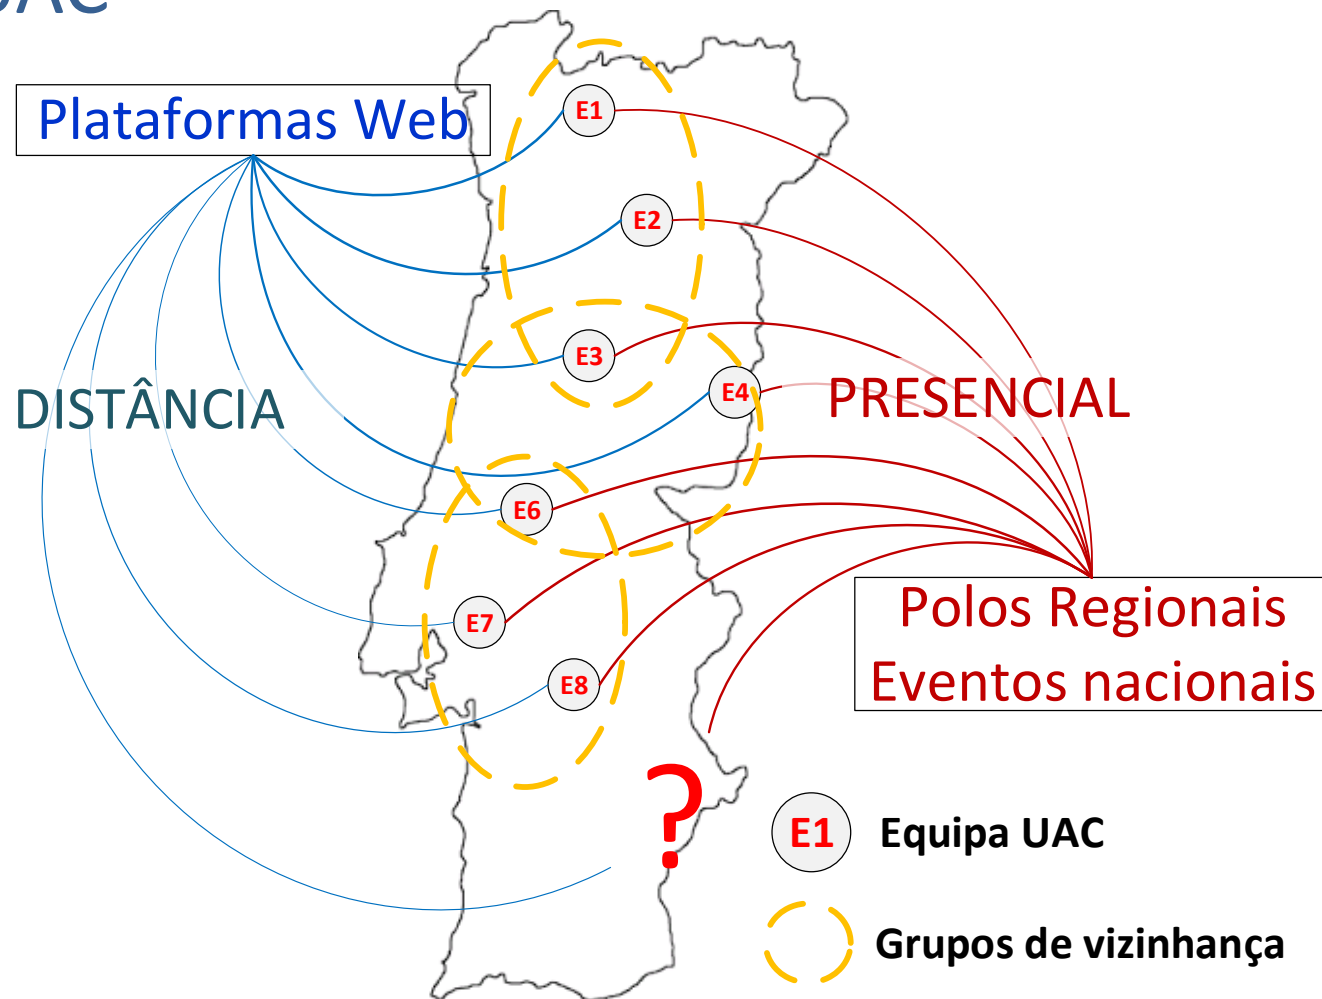 UAC
Plataformas Web
E1
E2
E3
E4
DISTÂNCIA
PRESENCIAL
E6
E7
E8
Polos Regionais
Eventos nacionais
?
E1
Equipa UAC
Grupos de vizinhança